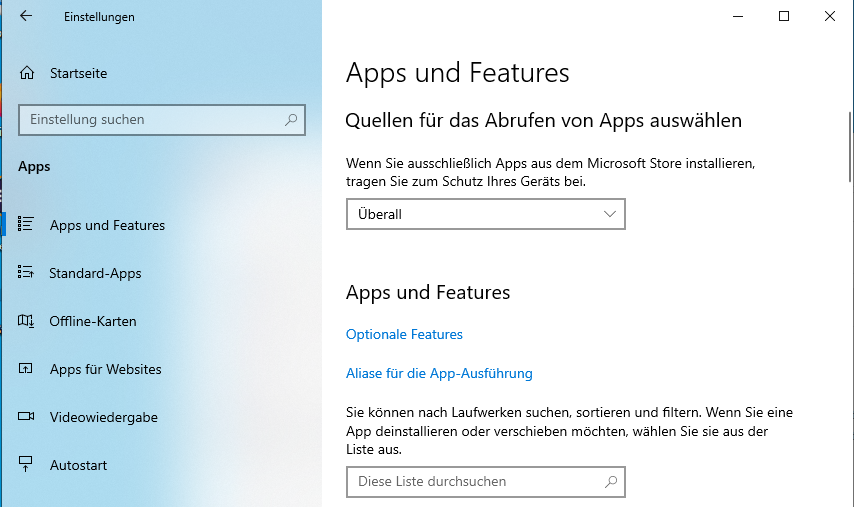 Einstellungen
Startseite
Einstellung suchen
Apps
Apps und Features
Standard-Apps
Offline-Karten
Apps für Websites
Videowiedergabe
Autostart
Apps und Features
Quellen für das Abrufen von Apps auswählen
Wenn Sie ausschließlich Apps aus dem Microsoft Store installieren,
tragen Sie zum Schutz Ihres Geräts bei.
Überall
Apps und Features
Optionale Features
Aliase für die App-Ausführung
Sie können nach Laufwerken suchen, sortieren und filtern. Wenn Sie eine
App deinstallieren oder verschieben möchten, wählen Sie sie aus der
Liste aus.
Diese Liste durchsuchen